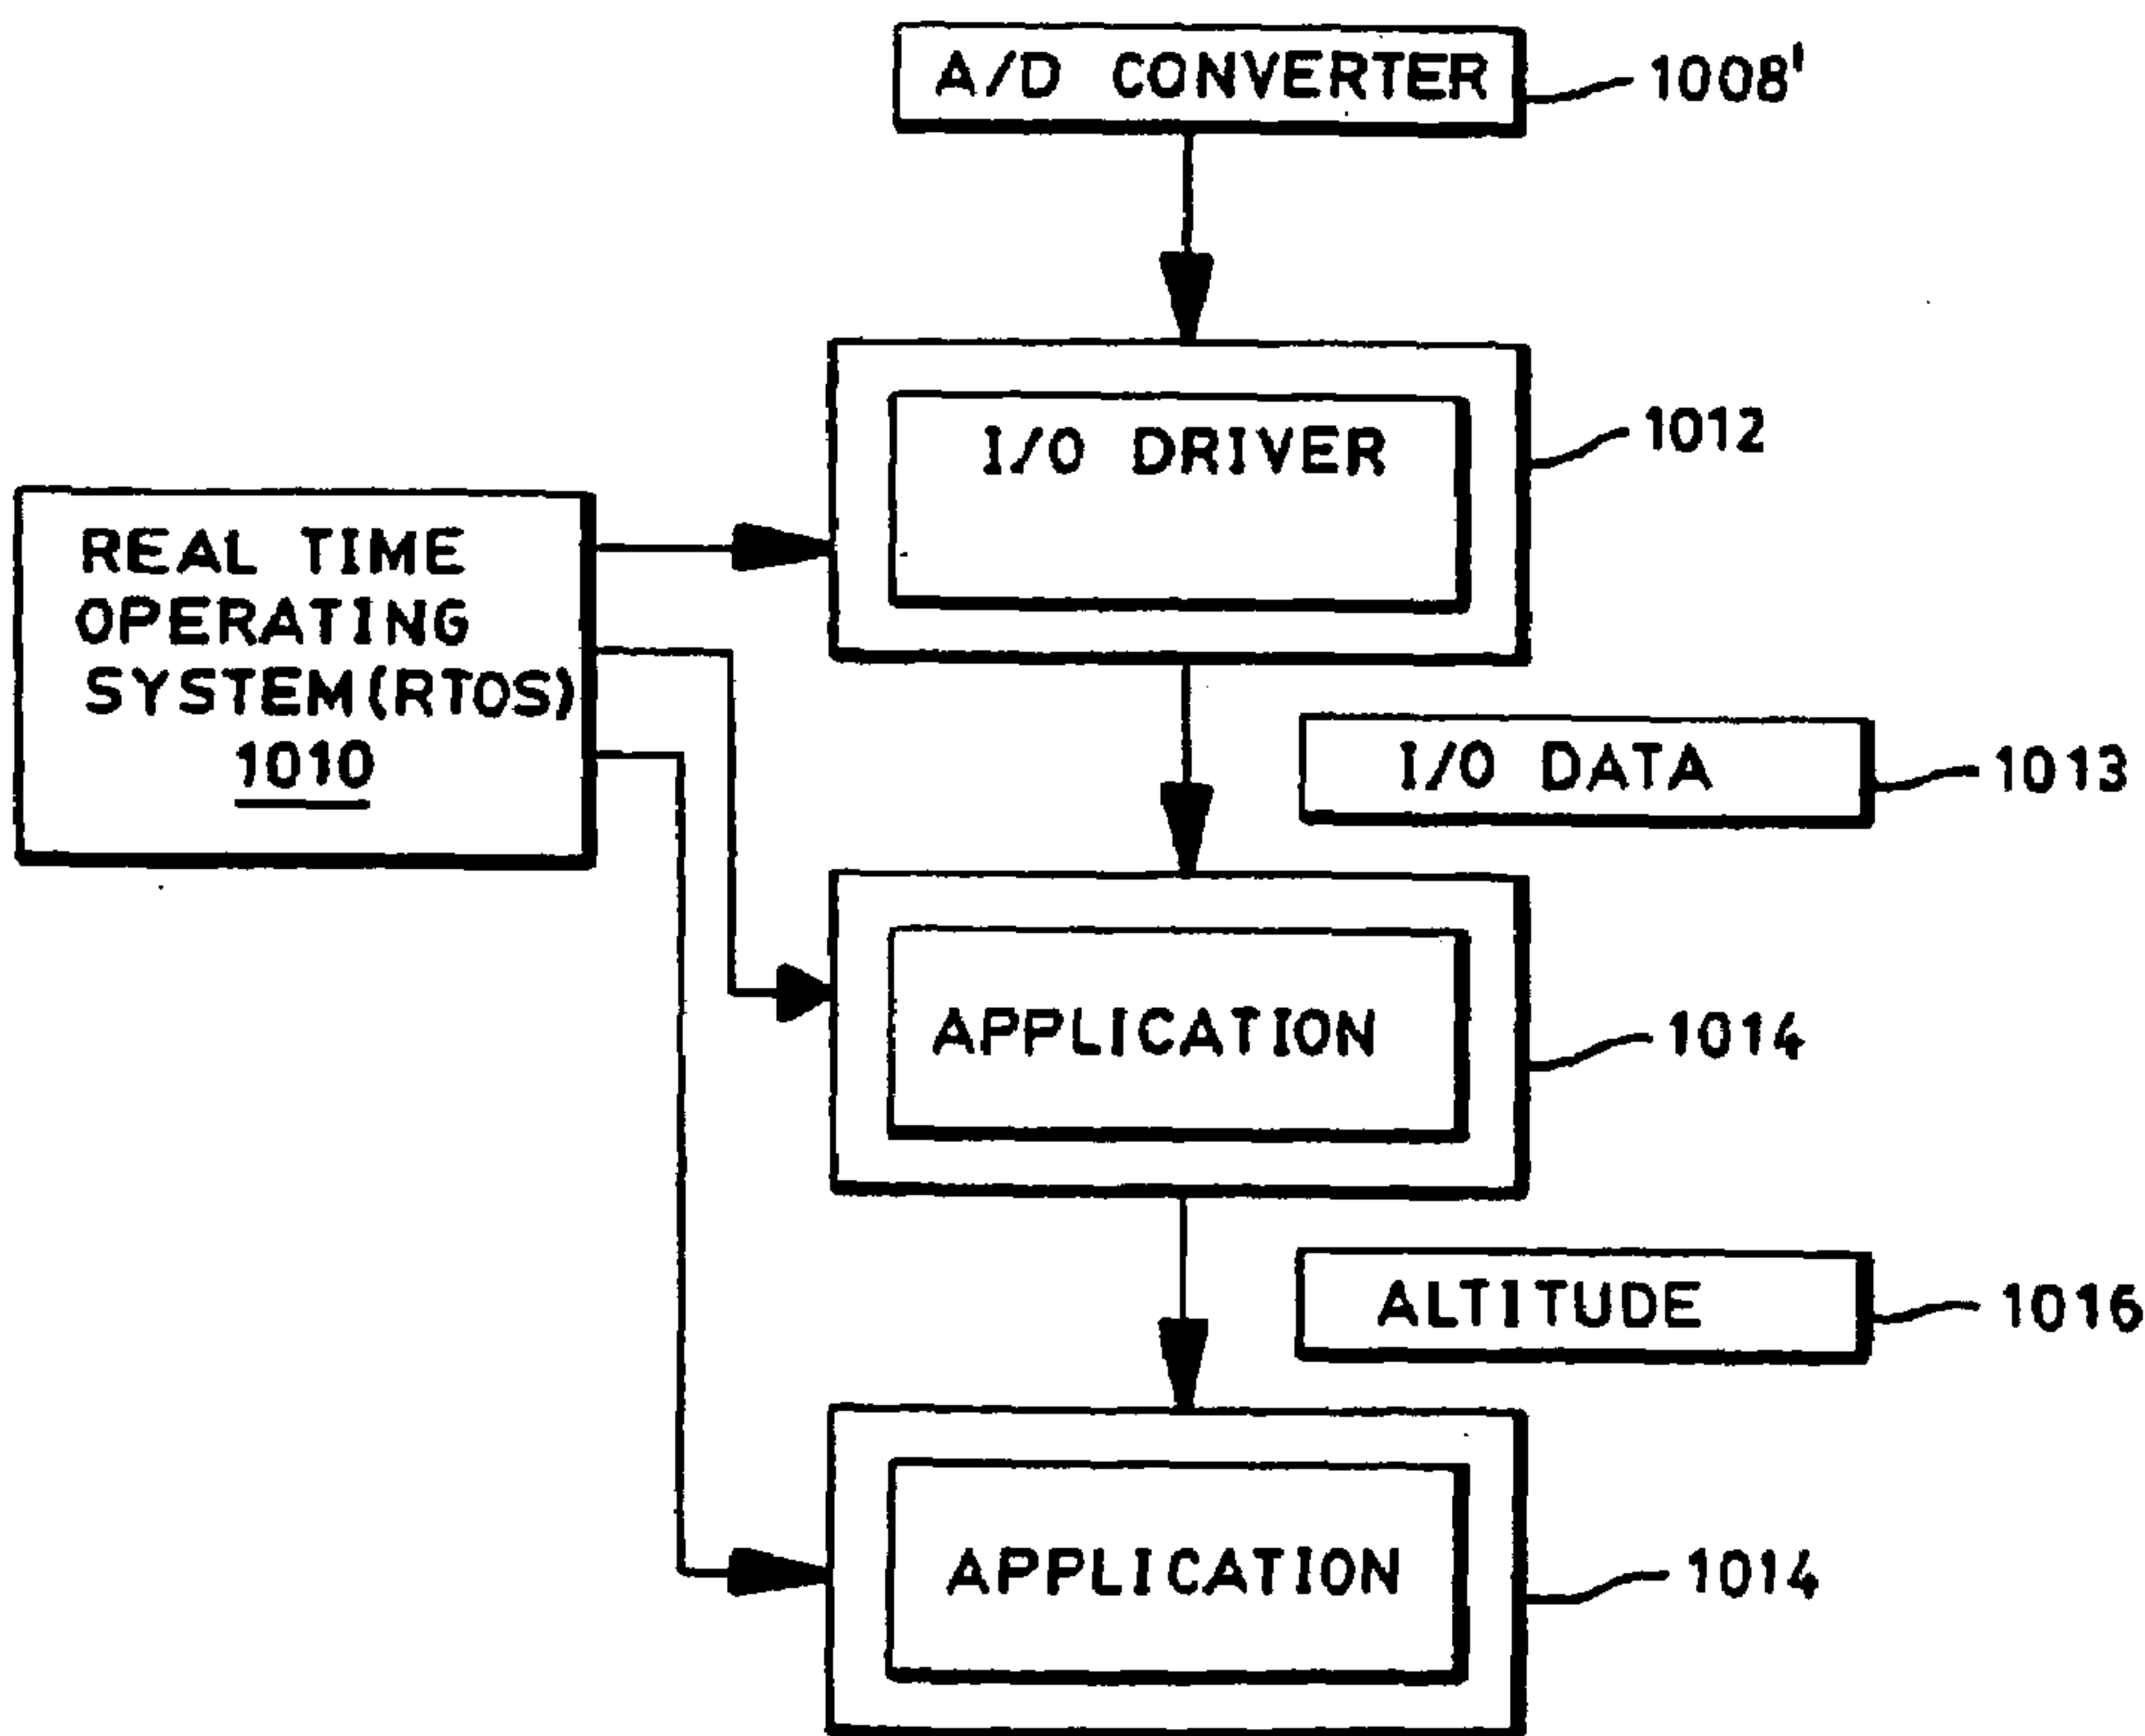 A/D CONVERTER
1008'
I/O DRIVER
1012
REAL TIME
OPERATING
SYSTEM(RTOS)
1010
I/O DATA
1013
APPLICATION
1014
ALTITUDE
1016
APPLICATION
1014